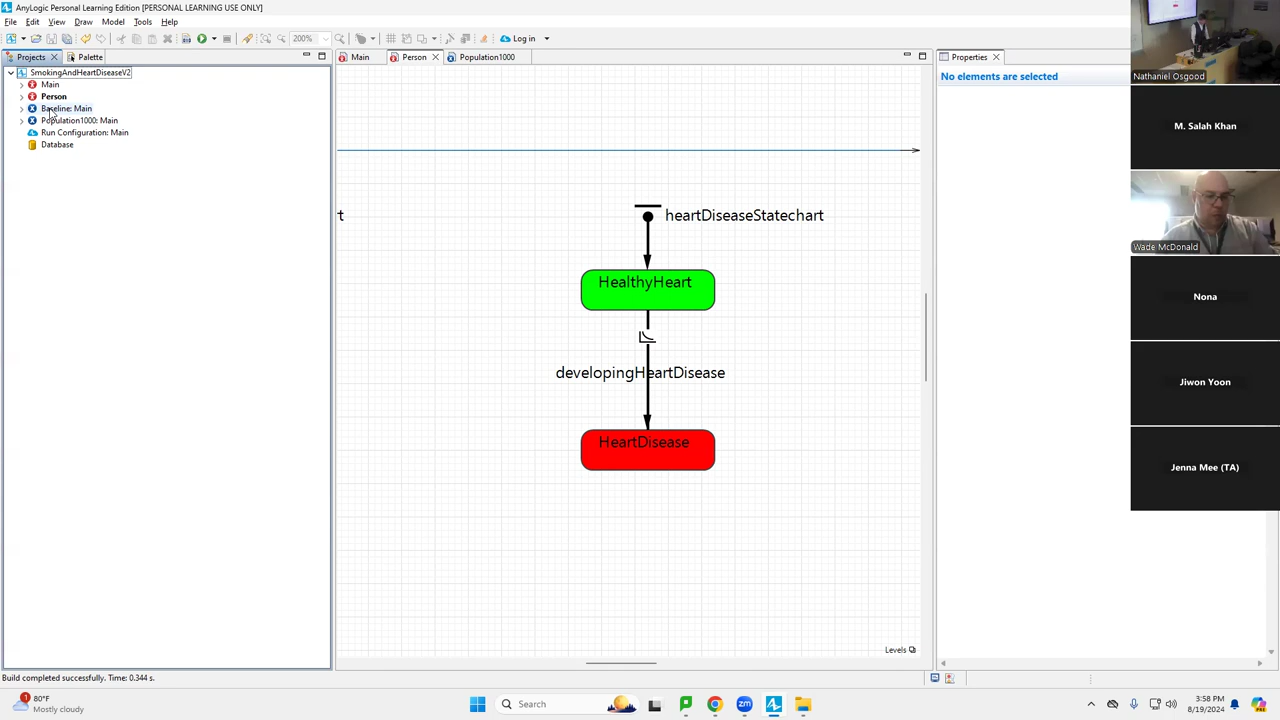 AnyLogic Personal Learning Edition [PERSONAL LEARNING USE ONLY]
File Edit View Draw Model Tools Help
200% Log in
Projects Palette Main Person Population1000 Properties
SmokingAndHeartDiseaseV2
Main
Person
Baseline: Main
Population1000: Main
Run Configuration: Main
Database
No elements are selected
t
heartDiseaseStatechart
HealthyHeart
developingHeartDisease
HeartDisease
Levels
Nathaniel Osgood
M. Salah Khan
Wade McDonald
Nona
Jiwon Yoon
Jenna Mee (TA)
Build completed successfully. Time: 0.344 s.
1
80°F
Mostly cloudy
Search
3:58 PM
8/19/2024